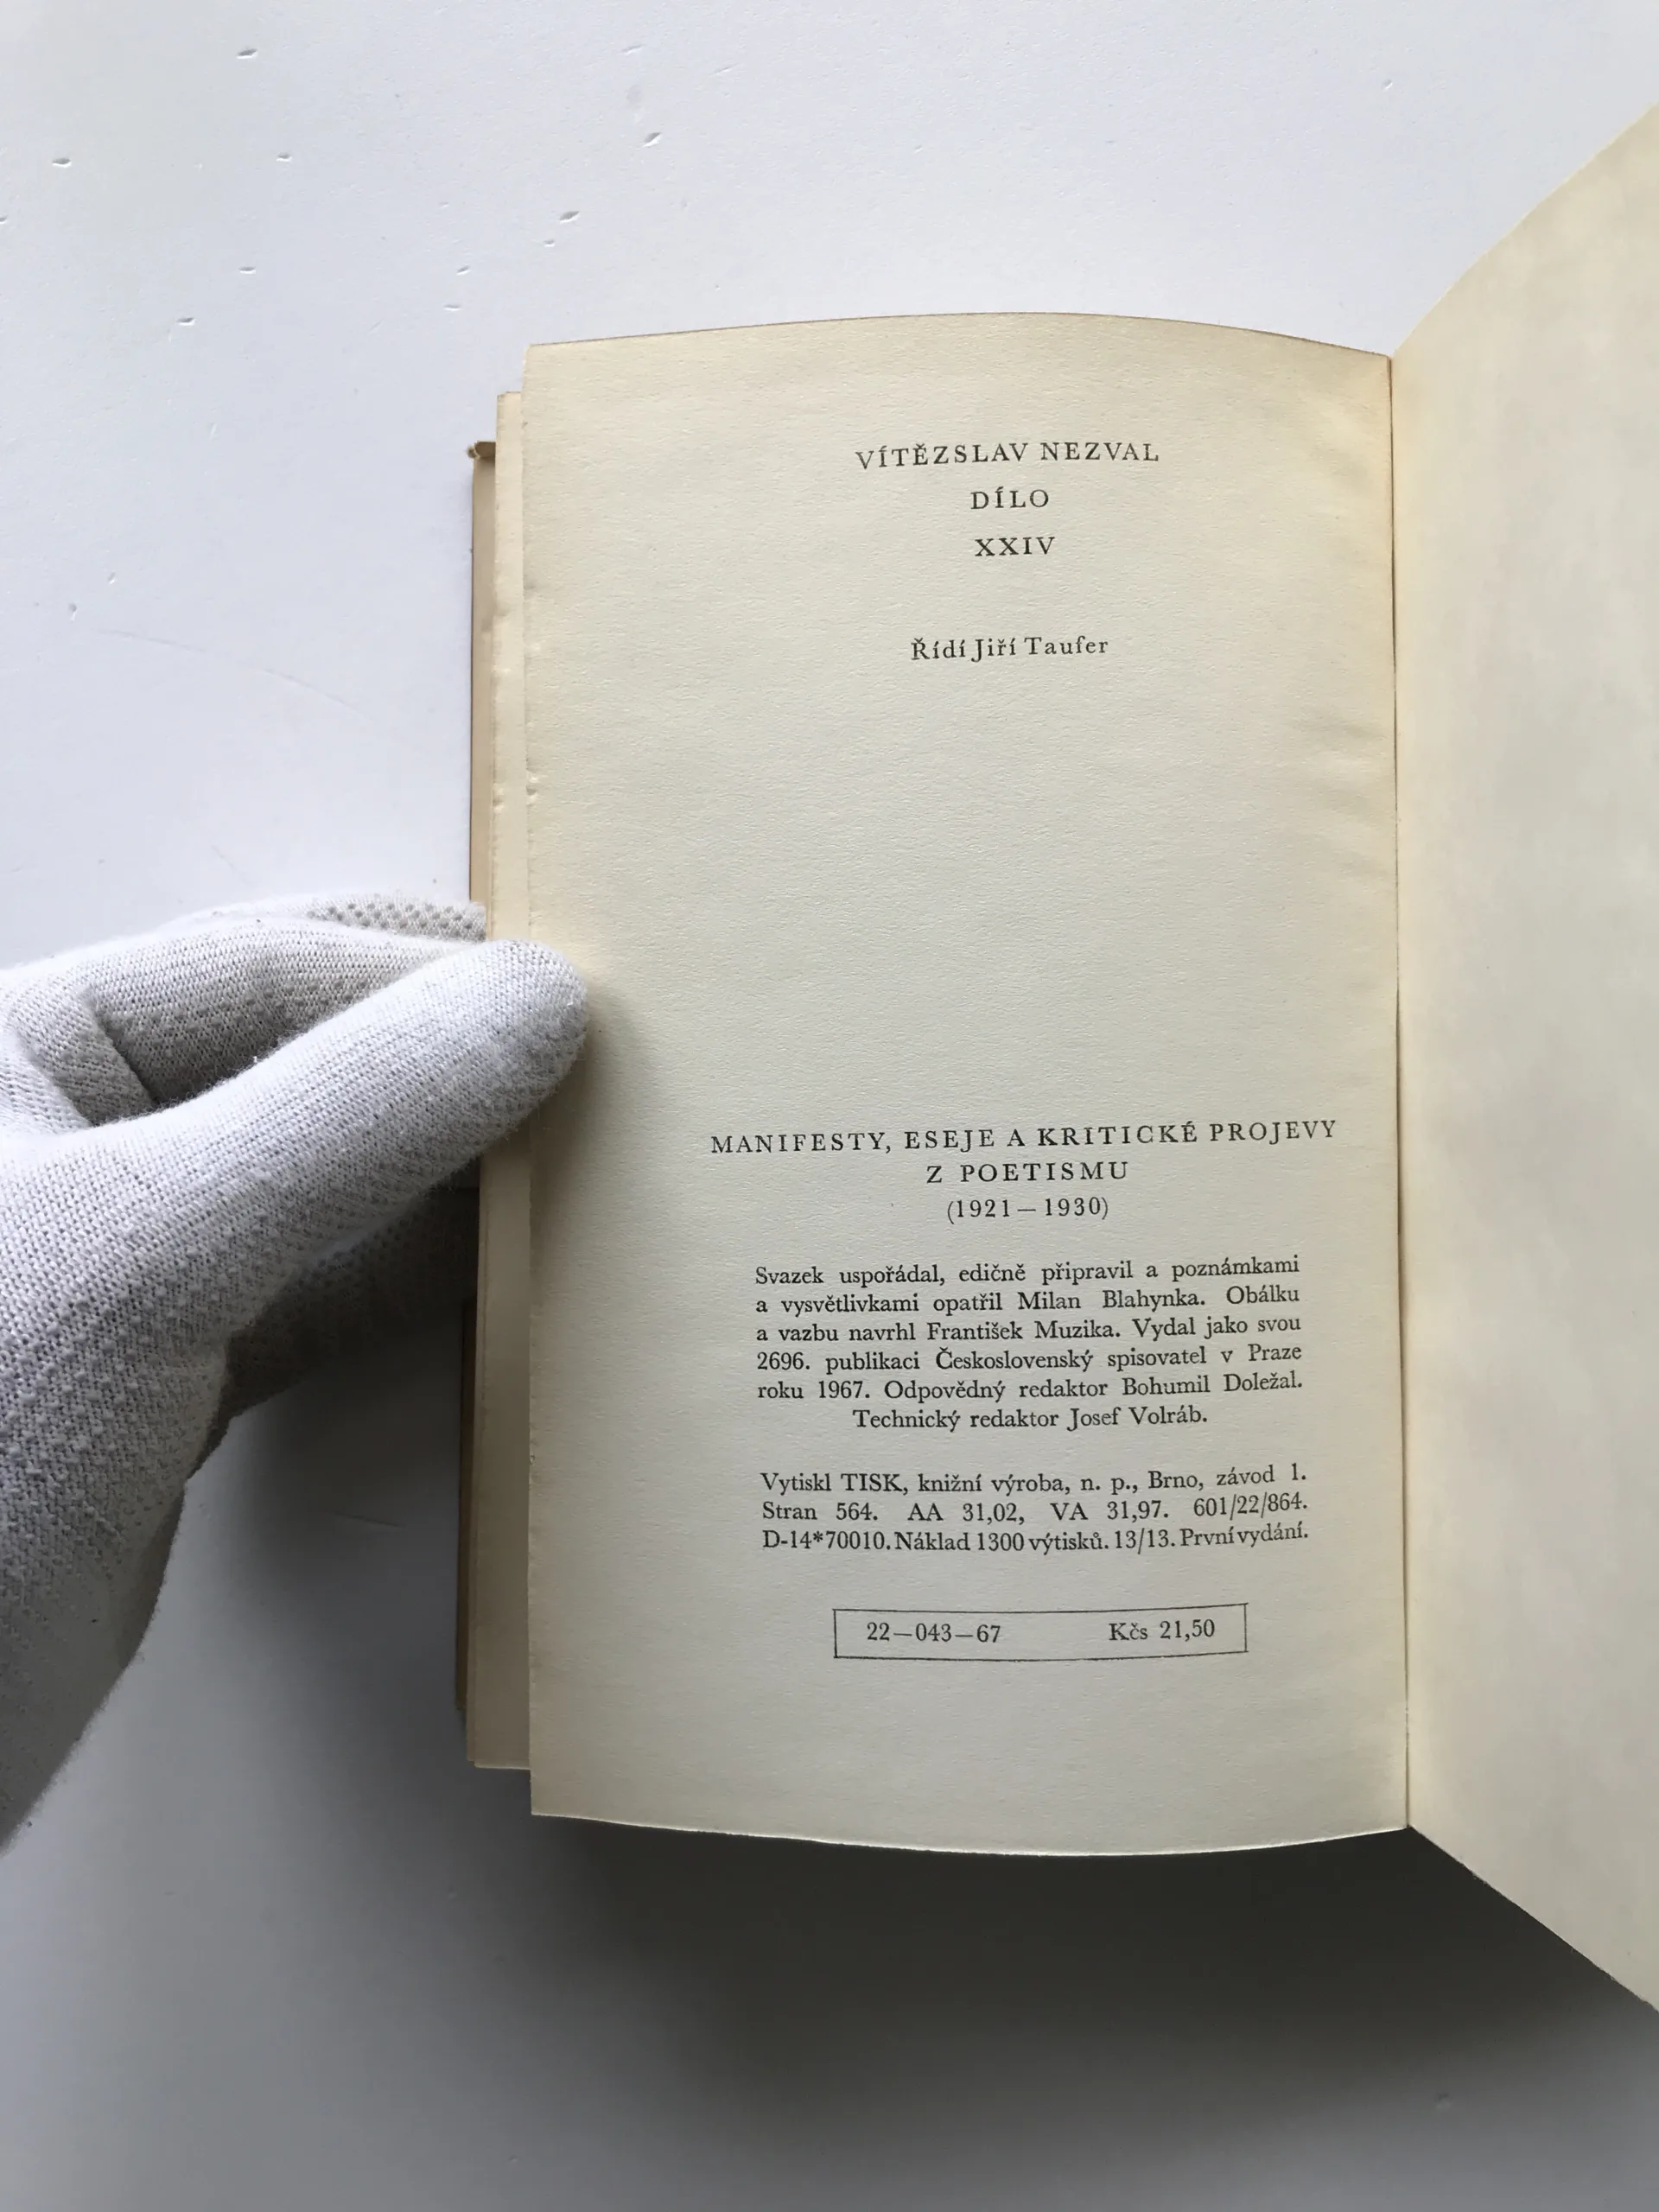 VÍTĚZSLAV NEZVAL
DÍLO
XXIV
Řídí Jiří Taufer
MANIFESTY, ESEJE A KRITICKÉ PROJEVY
Z POETISMU
(1921—1930)
Svazek uspořádal, edičně připravil a poznámkami
a vysvětlivkami opatřil Milan Blahynka. Obálku
a vazbu navrhl František Muzika. Vydal jako svou
2696. publikaci Československý spisovatel v Praze
roku 1967. Odpovědný redaktor Bohumil Doležal.
Technický redaktor Josef Volráb.
Vytiskl TISK, knižní výroba, n. p., Brno, závod 1.
Stran 564. AA 31,02, VA 31,97. 601/22/864.
D-14*70010. Náklad 1300 výtisků. 13/13. První vydání.
22—043—67 Kčs 21,50